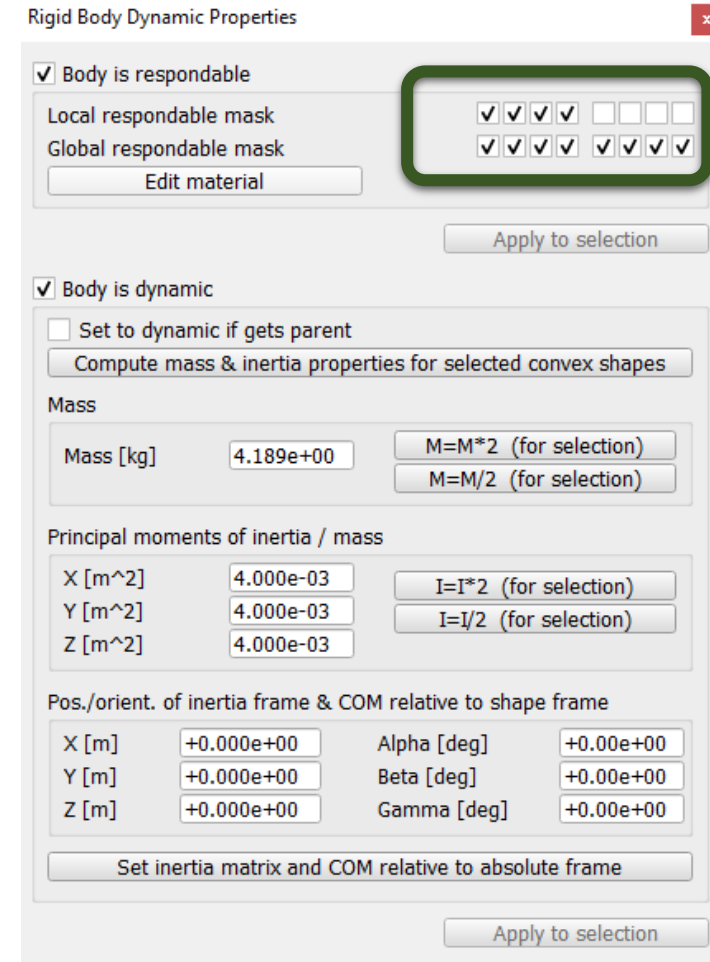 Rigid Body Dynamic Properties
x
Body is respondable
Local respondable mask
Global respondable mask
Edit material
Apply to selection
Body is dynamic
Set to dynamic if gets parent
Compute mass & inertia properties for selected convex shapes
Mass
Mass [kg] 4.189e+00 M=M*2 (for selection)
M=M/2 (for selection)
Principal moments of inertia / mass
X [m^2] 4.000e-03 I=I*2 (for selection)
Y [m^2] 4.000e-03 I=I/2 (for selection)
Z [m^2] 4.000e-03
Pos./orient. of inertia frame & COM relative to shape frame
X [m] +0.000e+00 Alpha [deg] +0.00e+00
Y [m] +0.000e+00 Beta [deg] +0.00e+00
Z [m] +0.000e+00 Gamma [deg] +0.00e+00
Set inertia matrix and COM relative to absolute frame
Apply to selection